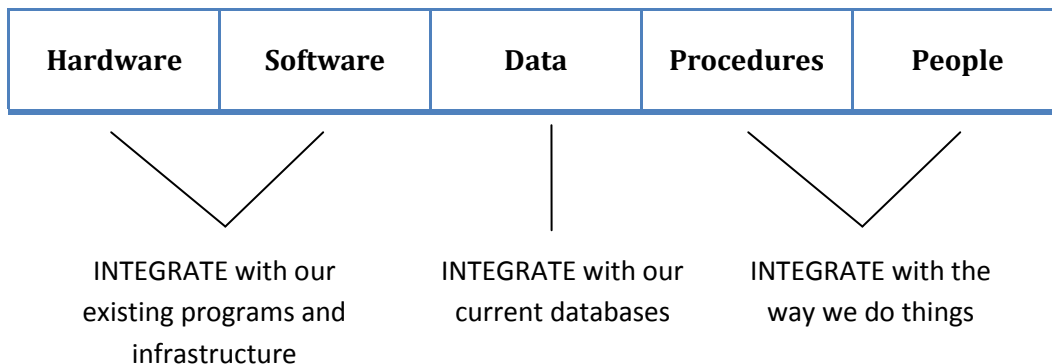 Hardware Software Data Procedures People
INTEGRATE with our
existing programs and
infrastructure
INTEGRATE with our
current databases
INTEGRATE with the
way we do things